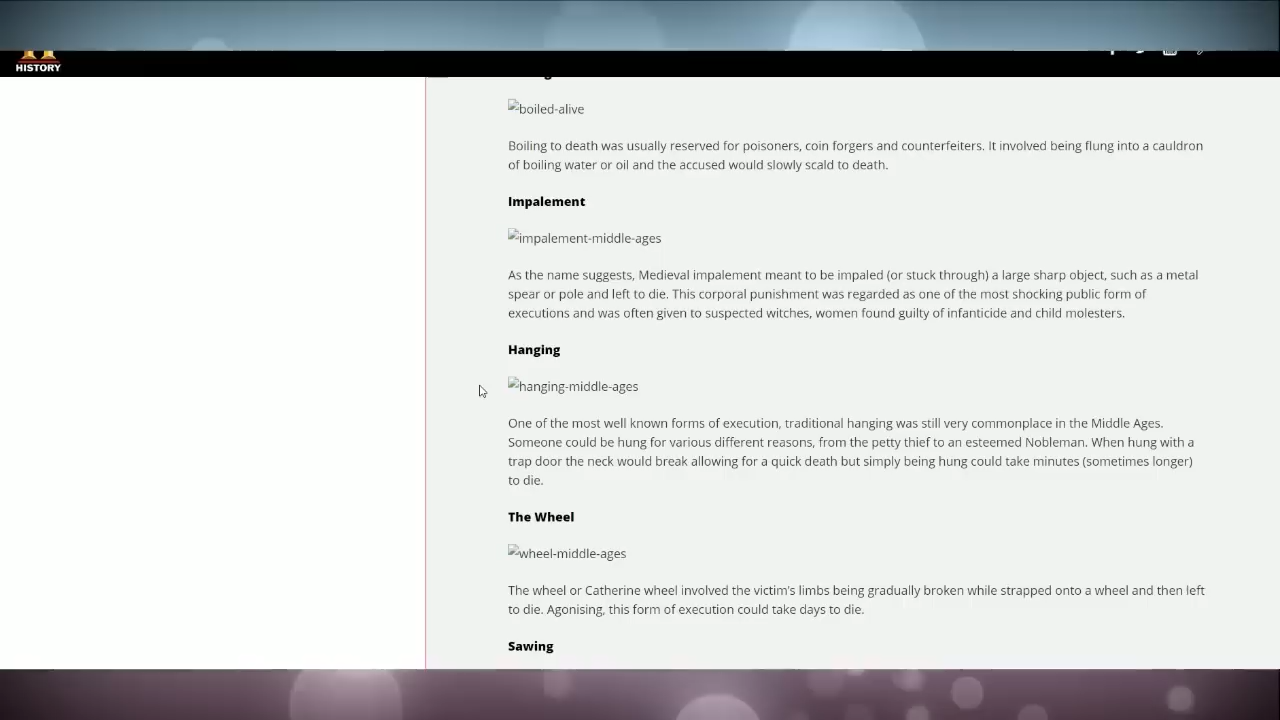 HISTORY
boiled-alive
Boiling to death was usually reserved for poisoners, coin forgers and counterfeiters. It involved being flung into a cauldron
of boiling water or oil and the accused would slowly scald to death.
Impalement
impalement-middle-ages
As the name suggests, Medieval impalement meant to be impaled (or stuck through) a large sharp object, such as a metal
spear or pole and left to die. This corporal punishment was regarded as one of the most shocking public form of
executions and was often given to suspected witches, women found guilty of infanticide and child molesters.
Hanging
hanging-middle-ages
One of the most well known forms of execution, traditional hanging was still very commonplace in the Middle Ages.
Someone could be hung for various different reasons, from the petty thief to an esteemed Nobleman. When hung with a
trap door the neck would break allowing for a quick death but simply being hung could take minutes (sometimes longer)
to die.
The Wheel
wheel-middle-ages
The wheel or Catherine wheel involved the victim's limbs being gradually broken while strapped onto a wheel and then left
to die. Agonising, this form of execution could take days to die.
Sawing